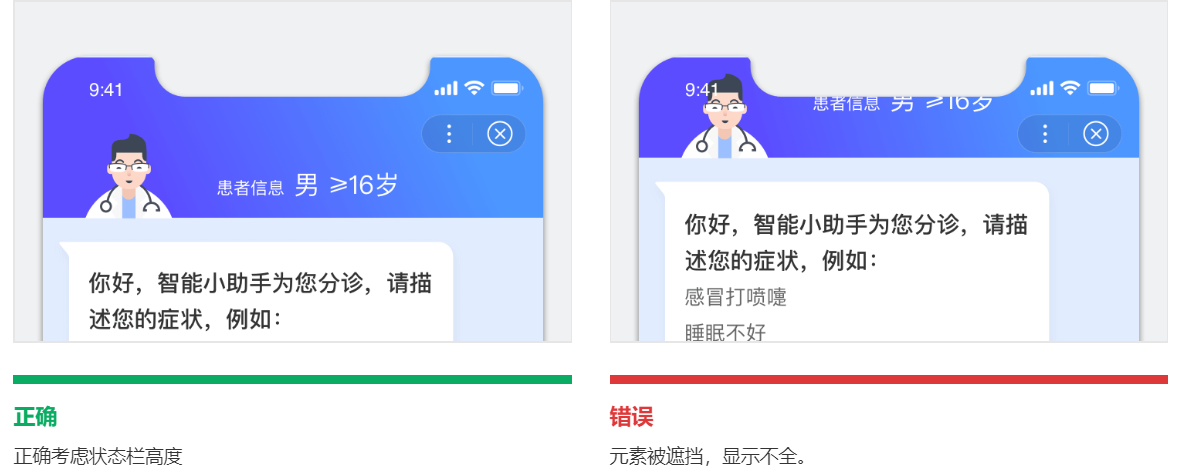 9:41
患者信息 男 ≥16岁
你好，智能小助手为您分诊，请描
述您的症状，例如：
正确
正确考虑状态栏高度
9:41
患者信息 男 ≥16岁
你好，智能小助手为您分诊，请描
述您的症状，例如：
感冒打喷嚏
睡眠不好
错误
元素被遮挡，显示不全。